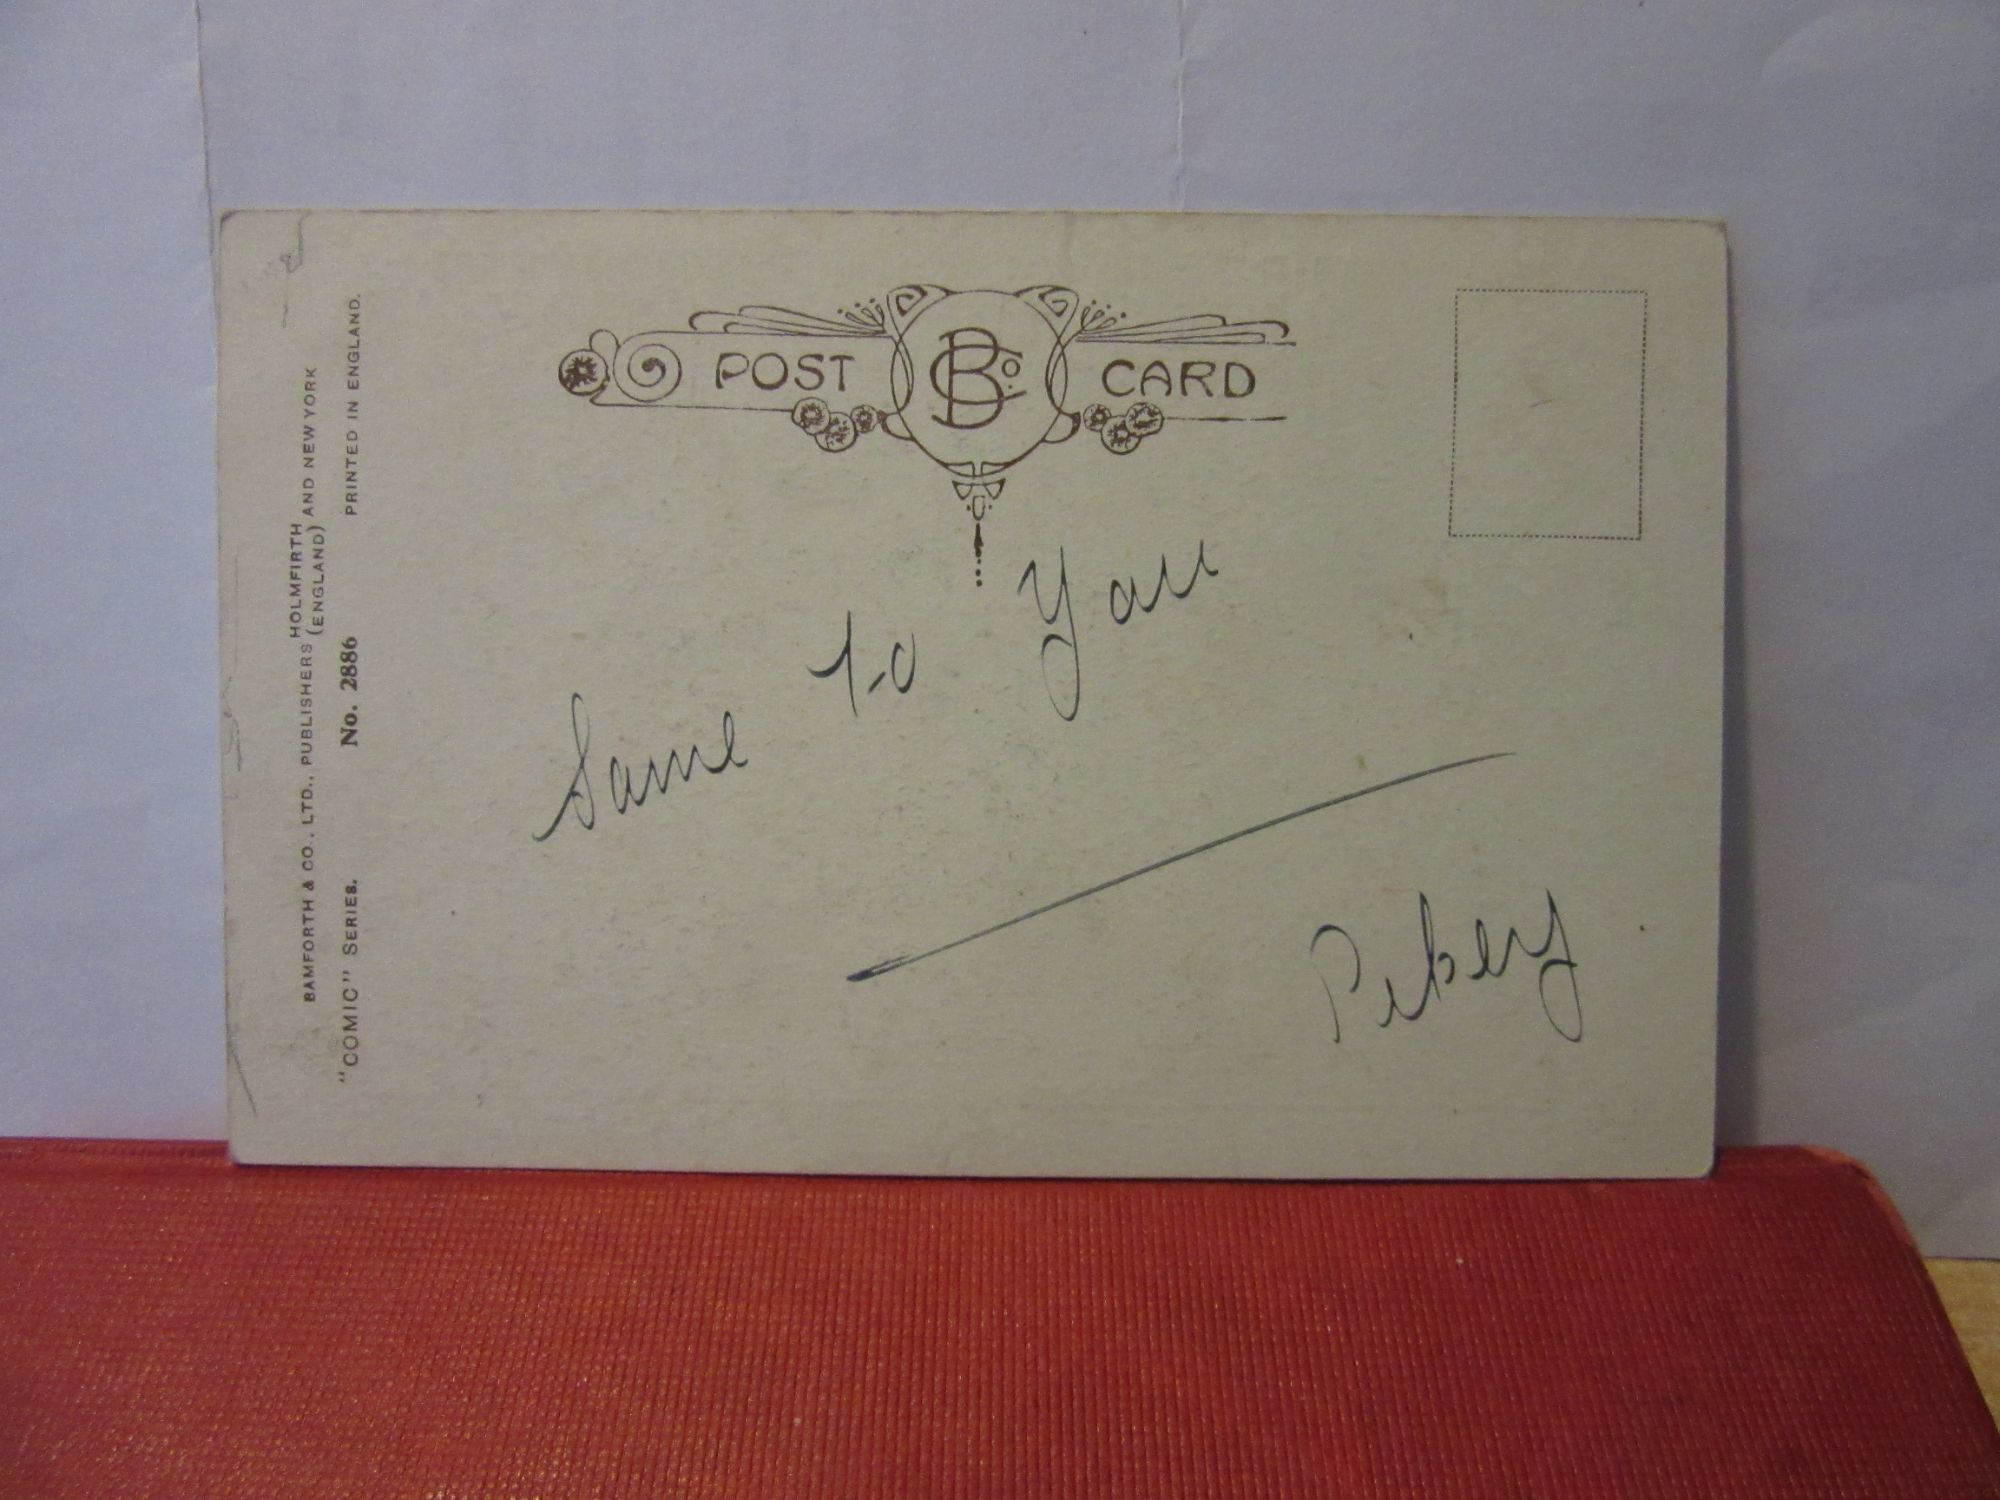 POST BCo. CARD
BAMFORTH & CO., LTD., PUBLISHERS HOLMFIRTH (ENGLAND) AND NEW YORK
"COMIC" SERIES. No. 2886 PRINTED IN ENGLAND.
Same to You